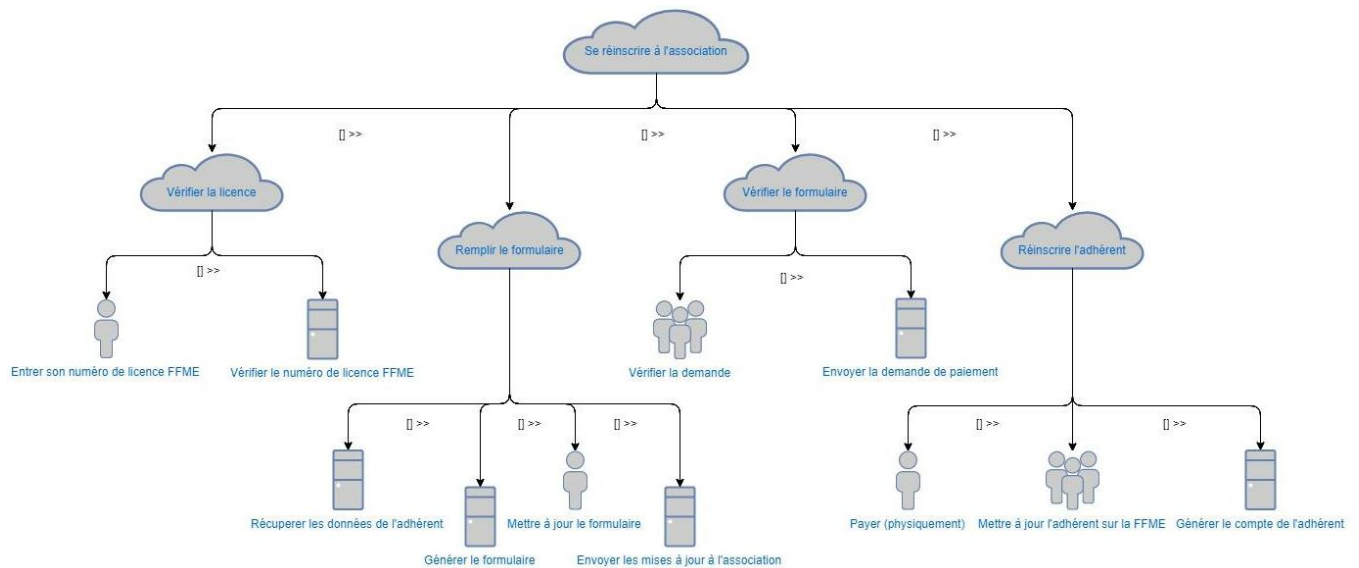 Se réinscrire à l'association
[] >>
[] >>
[] >>
Vérifier la licence
Vérifier le formulaire
Remplir le formulaire
Réinscrire l'adhérent
[] >>
[] >>
Entrer son numéro de licence FFME
Vérifier le numéro de licence FFME
Vérifier la demande
Envoyer la demande de paiement
[] >>
[] >>
[] >>
[] >>
[] >>
Récuperer les données de l'adhérent
Mettre à jour le formulaire
Payer (physiquement)
Mettre à jour l'adhérent sur la FFME
Générer le compte de l'adhérent
Générer le formulaire
Envoyer les mises à jour à l'association